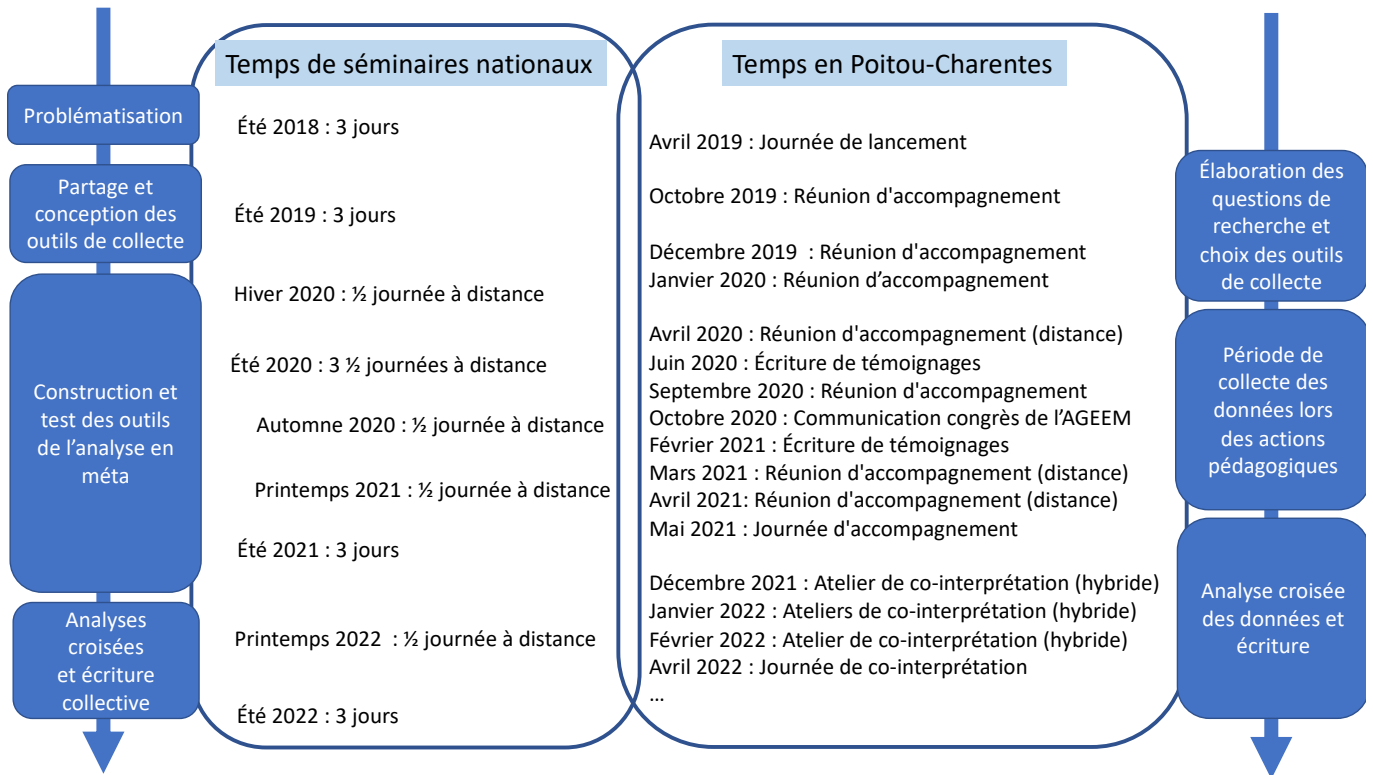 Temps de séminaires nationaux
Temps en Poitou-Charentes
Problématisation
Partage et
conception des
outils de collecte
Construction et
test des outils
de l’analyse en
méta
Analyses
croisées
et écriture
collective
Été 2018 : 3 jours
Été 2019 : 3 jours
Hiver 2020 : ½ journée à distance
Été 2020 : 3 ½ journées à distance
Automne 2020 : ½ journée à distance
Printemps 2021 : ½ journée à distance
Été 2021 : 3 jours
Printemps 2022  : ½ journée à distance
Été 2022 : 3 jours
Avril 2019 : Journée de lancement
Octobre 2019 : Réunion d'accompagnement
Décembre 2019  : Réunion d'accompagnement
Janvier 2020 : Réunion d’accompagnement
Avril 2020 : Réunion d'accompagnement (distance)
Juin 2020 : Écriture de témoignages
Septembre 2020 : Réunion d'accompagnement
Octobre 2020 : Communication congrès de l’AGEEM
Février 2021 : Écriture de témoignages
Mars 2021 : Réunion d'accompagnement (distance)
Avril 2021: Réunion d'accompagnement (distance)
Mai 2021 : Journée d'accompagnement
Décembre 2021 : Atelier de co-interprétation (hybride)
Janvier 2022 : Ateliers de co-interprétation (hybride)
Février 2022 : Atelier de co-interprétation (hybride)
Avril 2022 : Journée de co-interprétation
…
Élaboration des
questions de
recherche et
choix des outils
de collecte
Période de
collecte des
données lors
des actions
pédagogiques
Analyse croisée
des données et
écriture